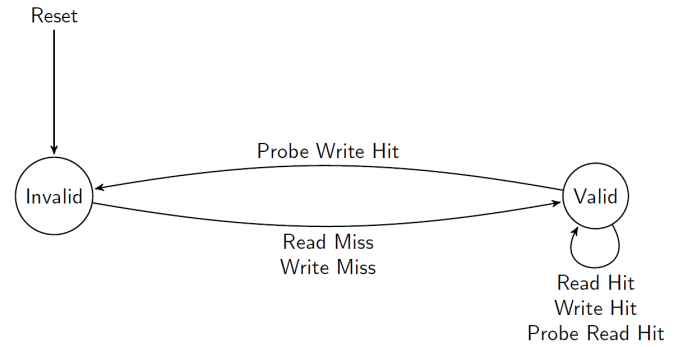 Reset
Probe Write Hit
Invalid
Valid
Read Miss
Write Miss
Read Hit
Write Hit
Probe Read Hit